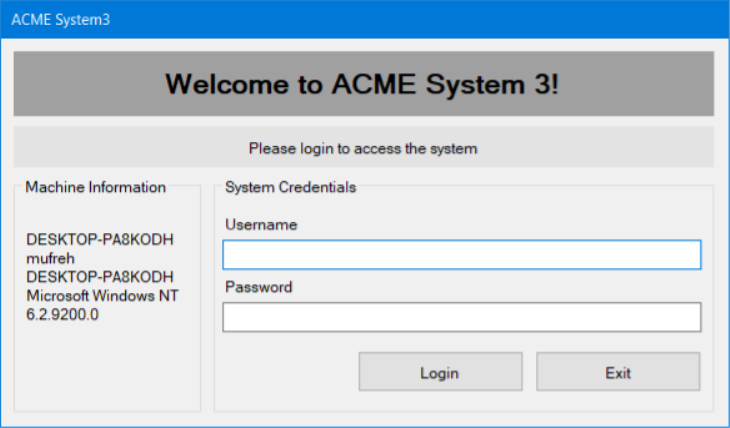 ACME System3
Welcome to ACME System 3!
Please login to access the system
Machine Information
DESKTOP-PA8KODH
mufreh
DESKTOP-PA8KODH
Microsoft Windows NT
6.2.9200.0
System Credentials
Username
Password
Login
Exit